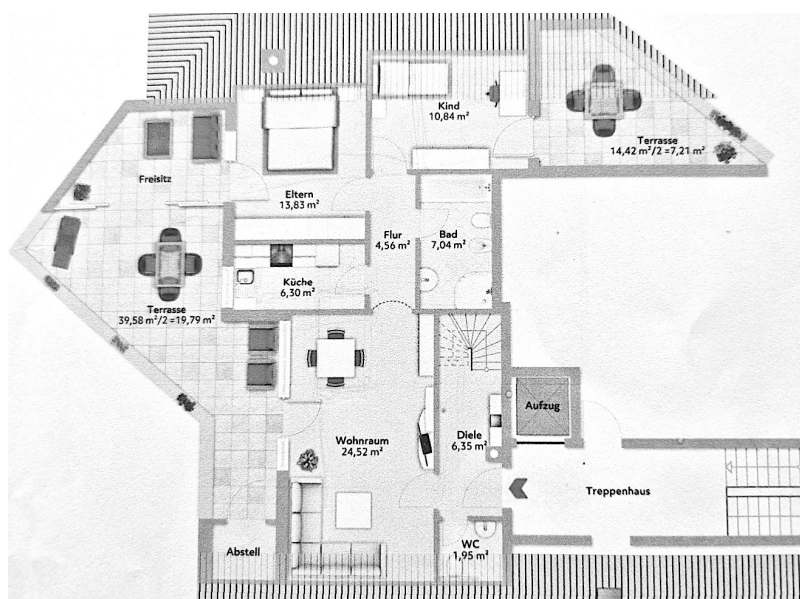 Kind
10,84 m²
Terrasse
14,42 m²/2 =7,21 m²
Freisitz
Eltern
13,83 m²
Flur
4,56 m²
Bad
7,04 m²
Küche
6,30 m²
Terrasse
39,58 m²/2 =19,79 m²
Aufzug
Wohnraum
24,52 m²
Diele
6,35 m²
Treppenhaus
Abstell
WC
1,95 m²